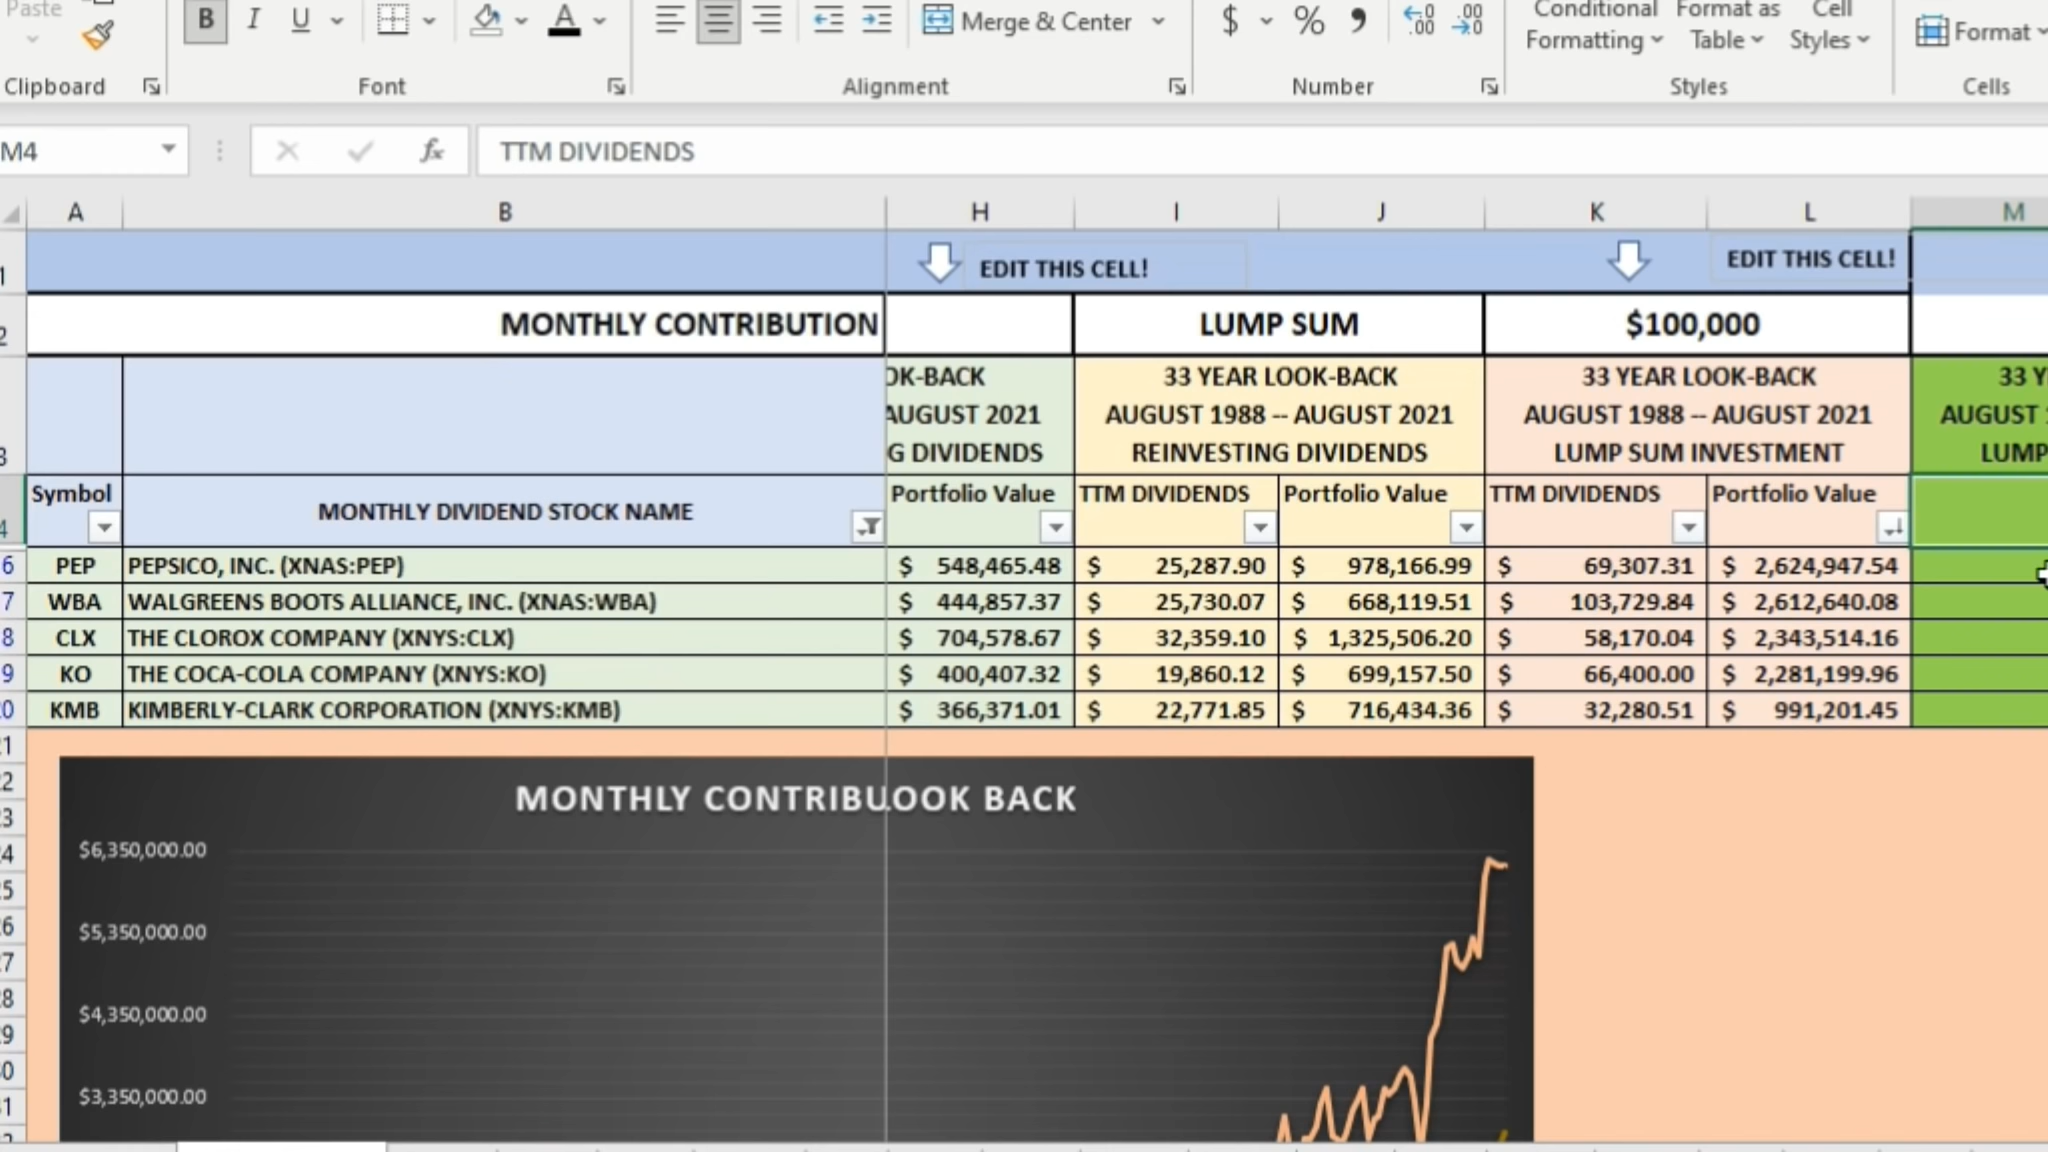 Paste
B I U
A
Merge & Center
$ % 9
Conditional Formatting
Format as Table
Cell Styles
Format
Clipboard
Font
Alignment
Number
Styles
Cells
M4
fx
TTM DIVIDENDS
A B H I J K L M
EDIT THIS CELL!
EDIT THIS CELL!
MONTHLY CONTRIBUTION
LUMP SUM
$100,000
OK-BACK
AUGUST 2021
G DIVIDENDS
33 YEAR LOOK-BACK
AUGUST 1988 -- AUGUST 2021
REINVESTING DIVIDENDS
33 YEAR LOOK-BACK
AUGUST 1988 -- AUGUST 2021
LUMP SUM INVESTMENT
33 Y
AUGUST
LUMP
Symbol
MONTHLY DIVIDEND STOCK NAME
Portfolio Value
TTM DIVIDENDS
Portfolio Value
TTM DIVIDENDS
Portfolio Value
6 PEP PEPSICO, INC. (XNAS:PEP) $ 548,465.48 $ 25,287.90 $ 978,166.99 $ 69,307.31 $ 2,624,947.54
7 WBA WALGREENS BOOTS ALLIANCE, INC. (XNAS:WBA) $ 444,857.37 $ 25,730.07 $ 668,119.51 $ 103,729.84 $ 2,612,640.08
8 CLX THE CLOROX COMPANY (XNYS:CLX) $ 704,578.67 $ 32,359.10 $ 1,325,506.20 $ 58,170.04 $ 2,343,514.16
9 KO THE COCA-COLA COMPANY (XNYS:KO) $ 400,407.32 $ 19,860.12 $ 699,157.50 $ 66,400.00 $ 2,281,199.96
0 KMB KIMBERLY-CLARK CORPORATION (XNYS:KMB) $ 366,371.01 $ 22,771.85 $ 716,434.36 $ 32,280.51 $ 991,201.45
MONTHLY CONTRIBUOOK BACK
$6,350,000.00
$5,350,000.00
$4,350,000.00
$3,350,000.00